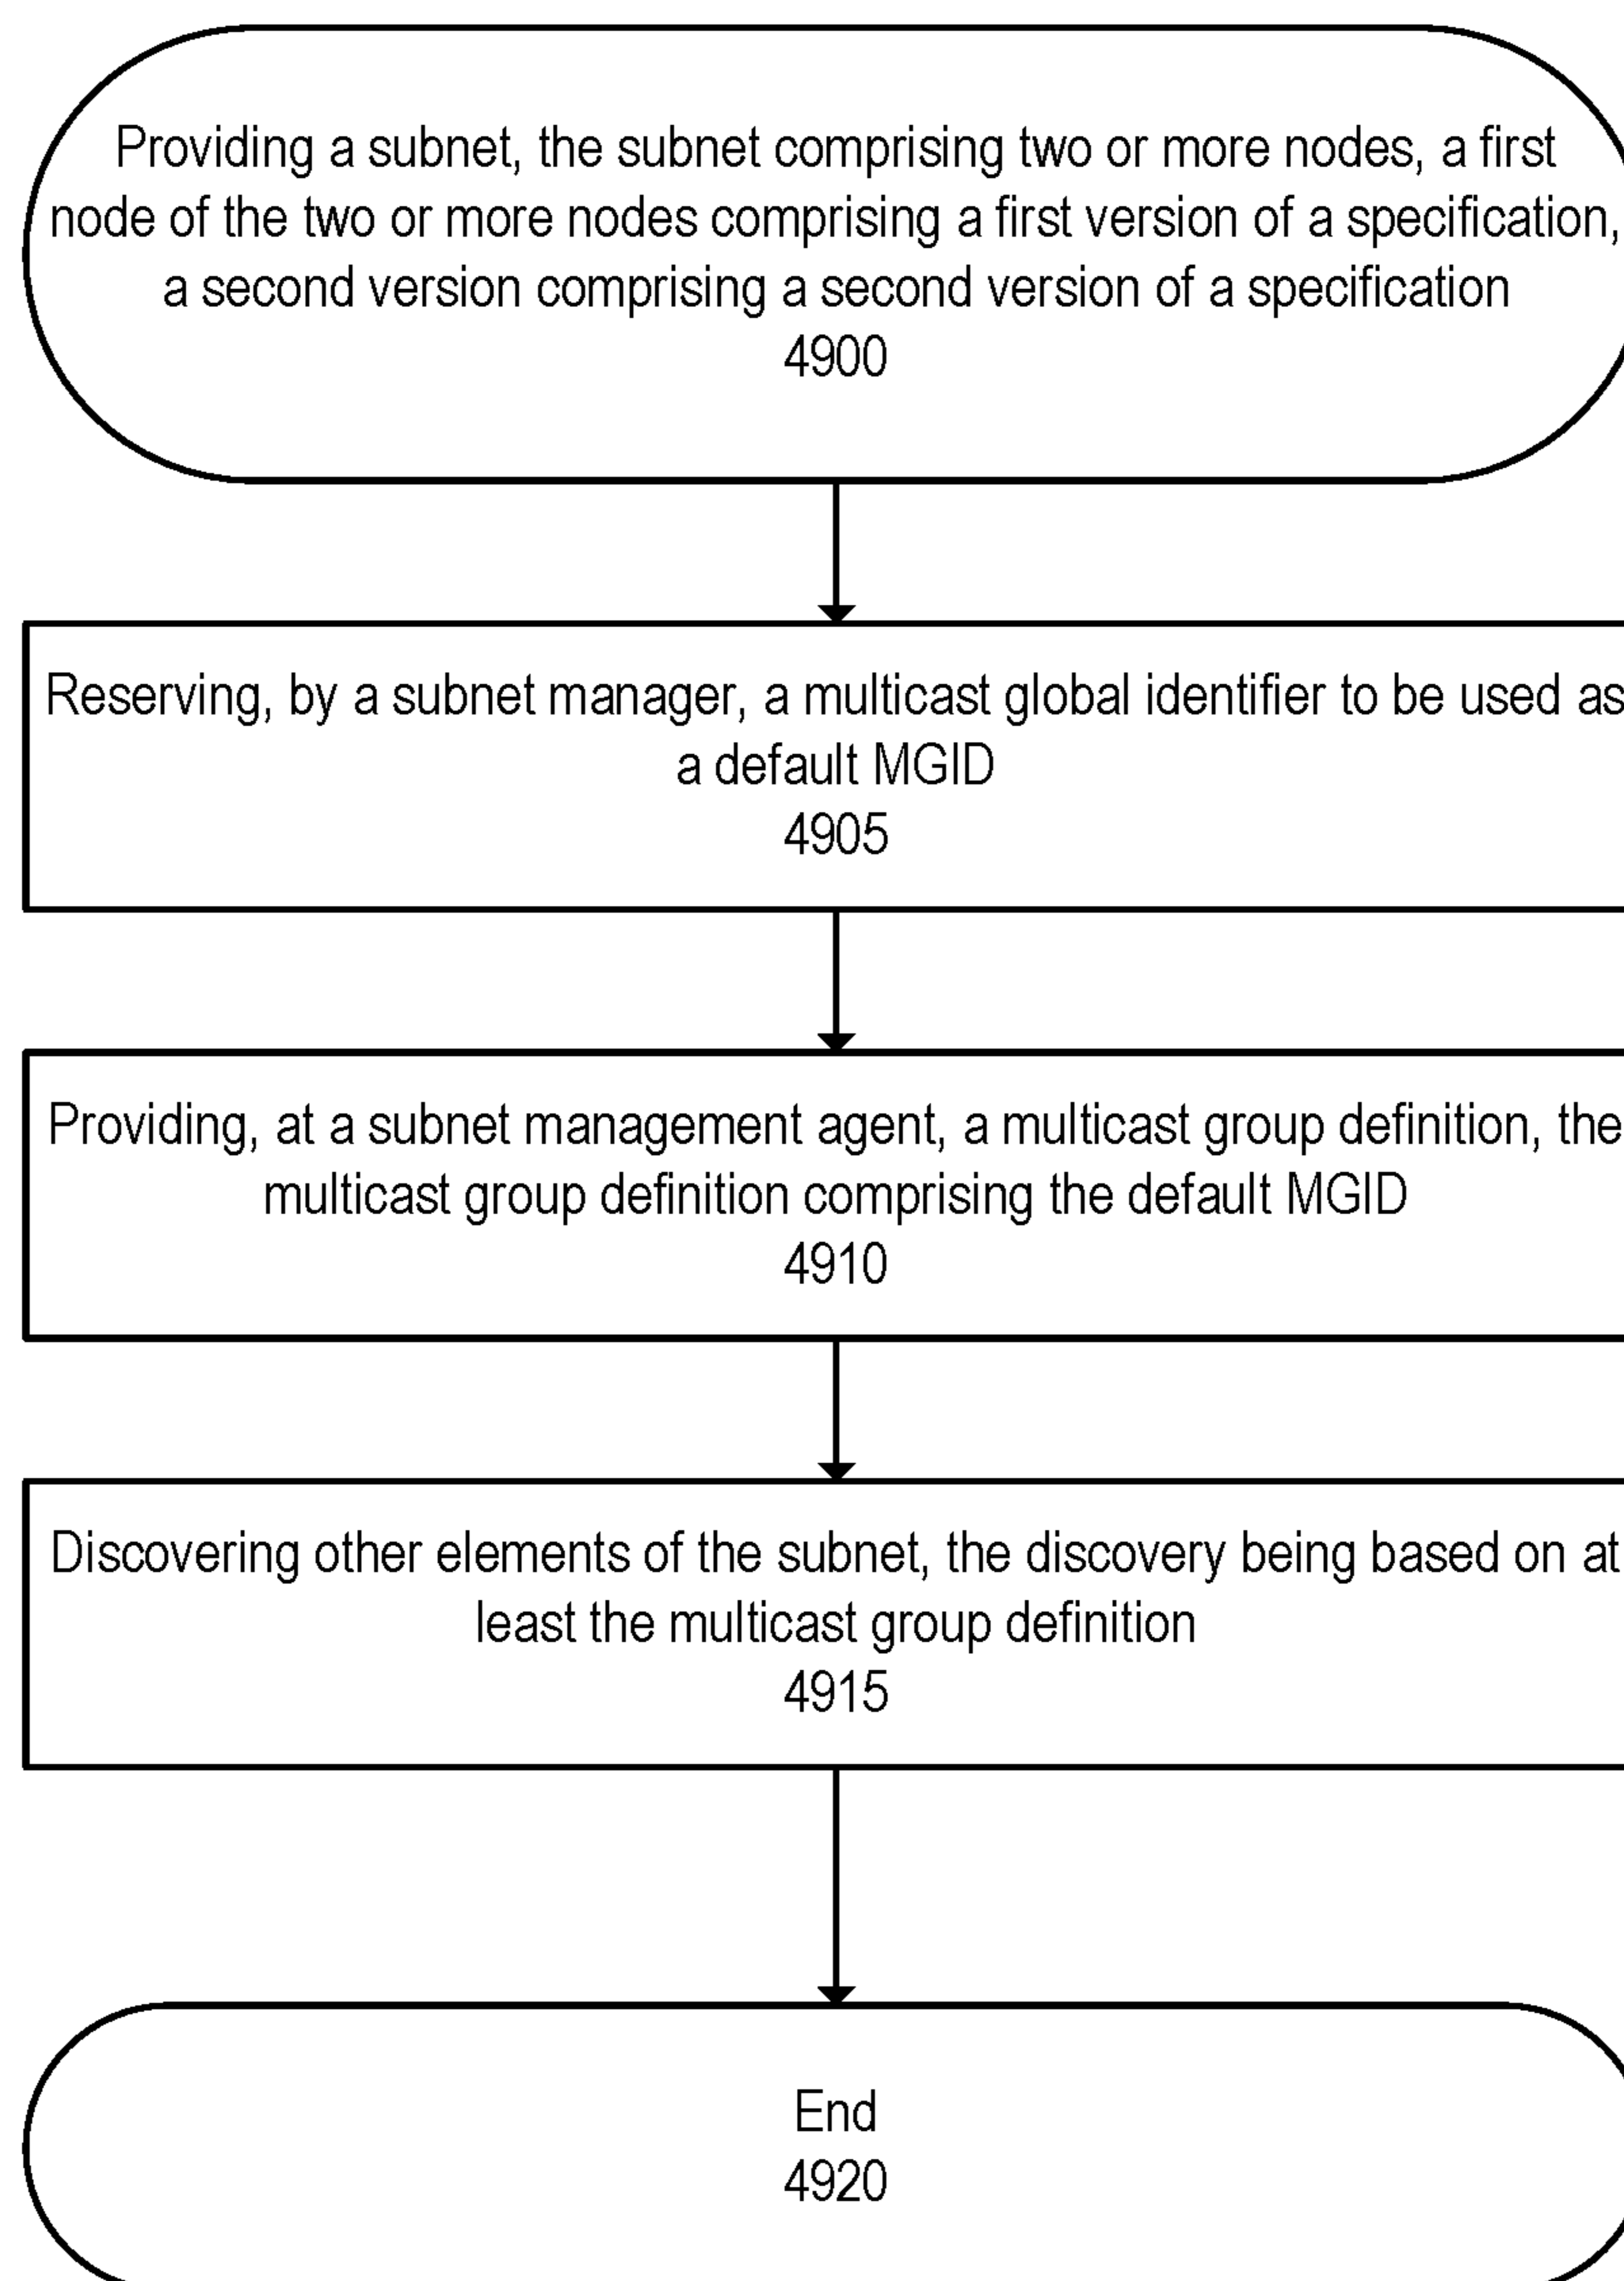 Providing a subnet, the subnet comprising two or more nodes, a first
node of the two or more nodes comprising a first version of a specification,
a second version comprising a second version of a specification
4900
Reserving, by a subnet manager, a multicast global identifier to be used as
a default MGID
4905
Providing, at a subnet management agent, a multicast group definition, the
multicast group definition comprising the default MGID
4910
Discovering other elements of the subnet, the discovery being based on at
least the multicast group definition
4915
End
4920